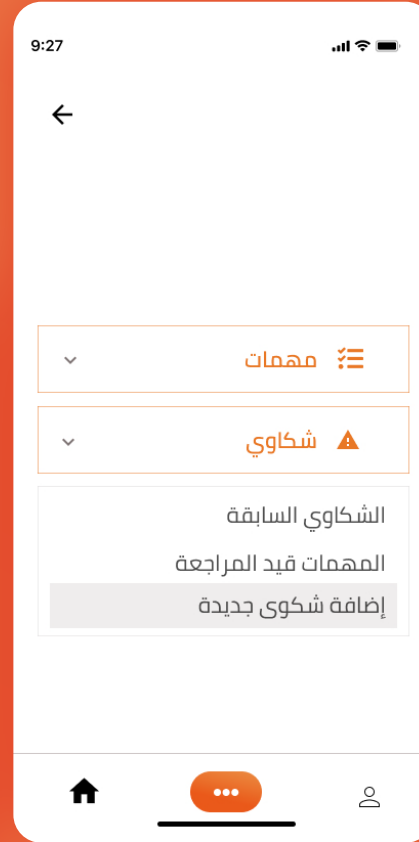 9:27
مهمات
شكاوي
الشكاوي السابقة
المهمات قيد المراجعة
إضافة شكوى جديدة